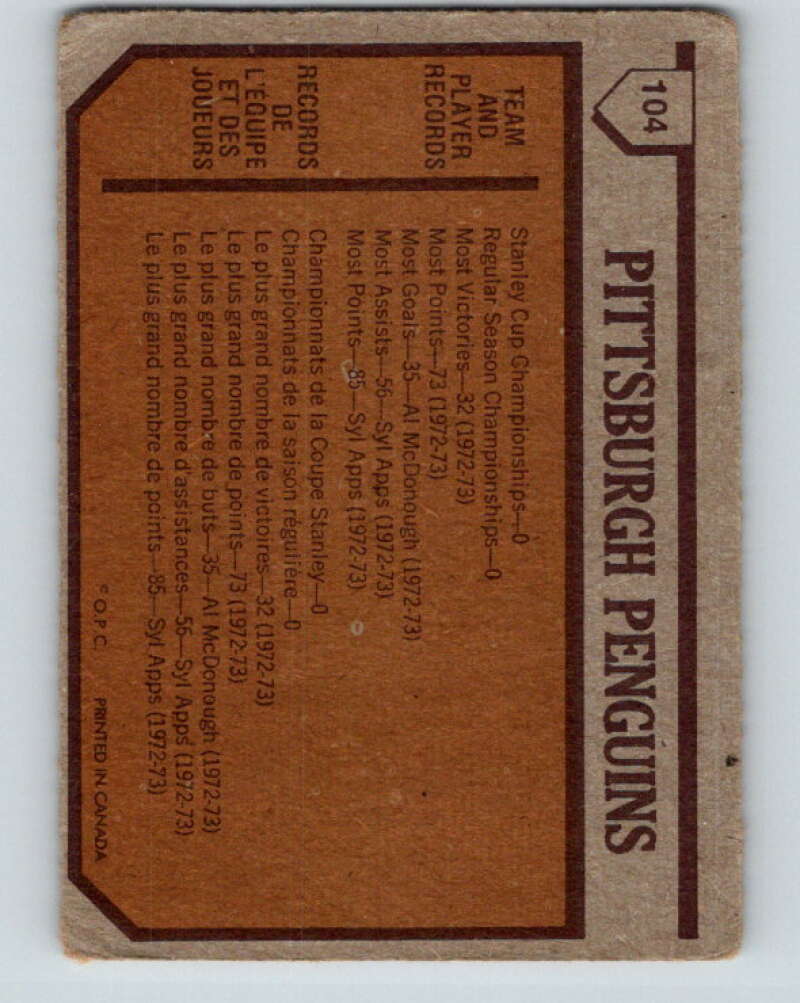 104
PITTSBURGH PENGUINS
TEAM
AND
PLAYER
RECORDS
Stanley Cup Championships—0
Regular Season Championships—0
Most Victories—32 (1972-73)
Most Points—73 (1972-73)
Most Goals—35—Al McDonough (1972-73)
Most Assists—56—Syl Apps (1972-73)
Most Points—85—Syl Apps (1972-73)
RECORDS
DE
L'ÉQUIPE
ET DES
JOUEURS
Championnats de la Coupe Stanley—0
Championnats de la saison régulière—0
Le plus grand nombre de victoires—32 (1972-73)
Le plus grand nombre de points—73 (1972-73)
Le plus grand nombre de buts—35—Al McDonough (1972-73)
Le plus grand nombre d'assistances—56—Syl Apps (1972-73)
Le plus grand nombre de points—85—Syl Apps (1972-73)
© O.P.C. PRINTED IN CANADA